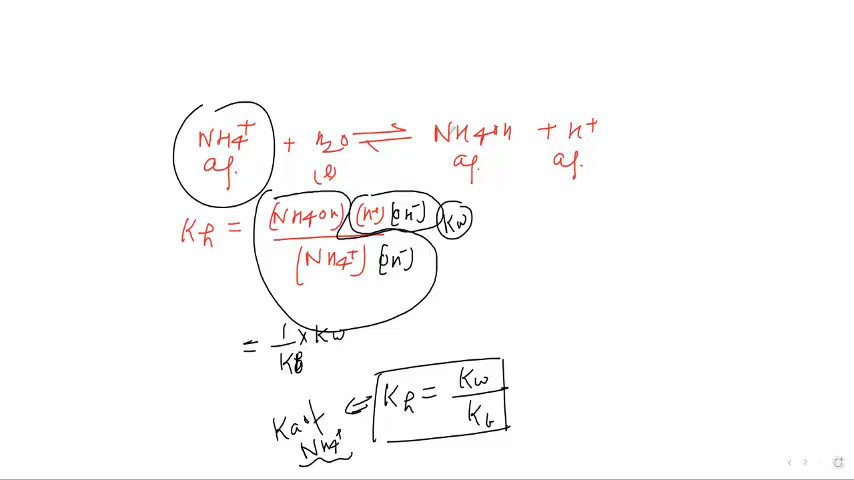 NH4+ + H2O ⇌ NH4OH + H+
aq. (l) aq. aq.
Kh = [NH4OH] [H+] [OH-] Kw
[NH4+] [OH-]
= 1/Kb × Kw
Kh = Kw/Kb
Ka of ⇐
NH4+